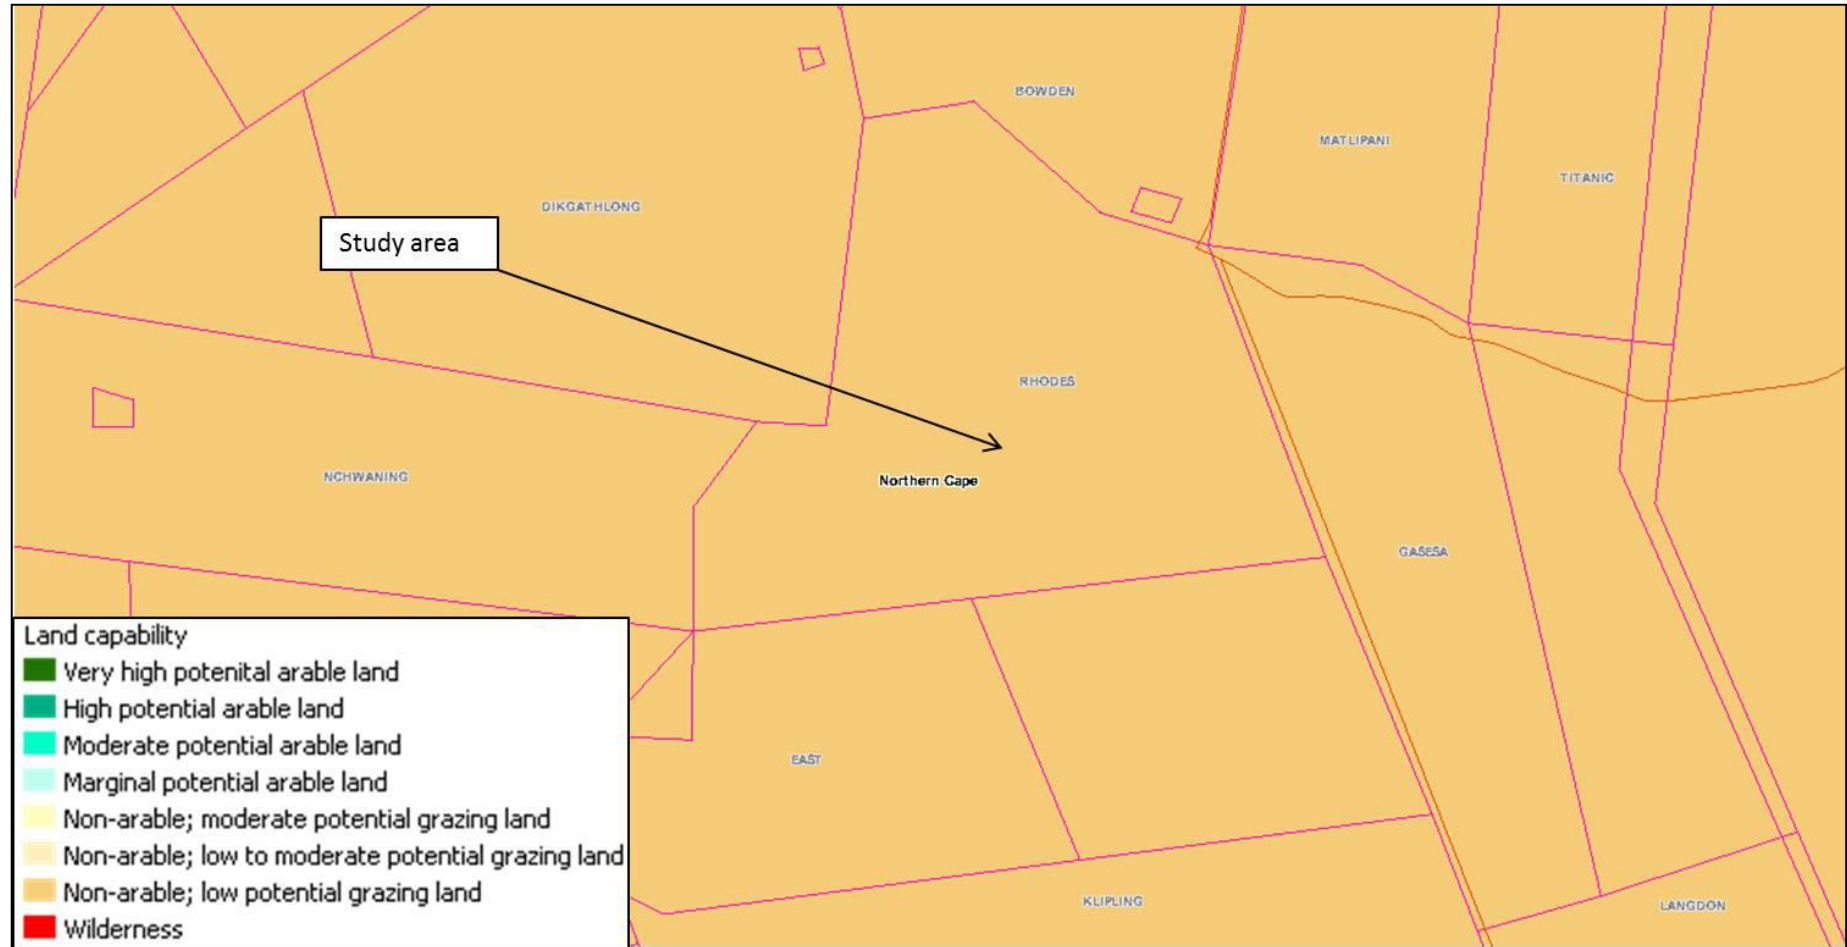 BOWDEN
MATLIPANI
TITANIC
DIKGATHLONG
Study area
RHODES
NCHWANING
Northern Cape
GASESA
EAST
KLIPLING
LANGDON
Land capability
Very high potenital arable land
High potential arable land
Moderate potential arable land
Marginal potential arable land
Non-arable; moderate potential grazing land
Non-arable; low to moderate potential grazing land
Non-arable; low potential grazing land
Wilderness